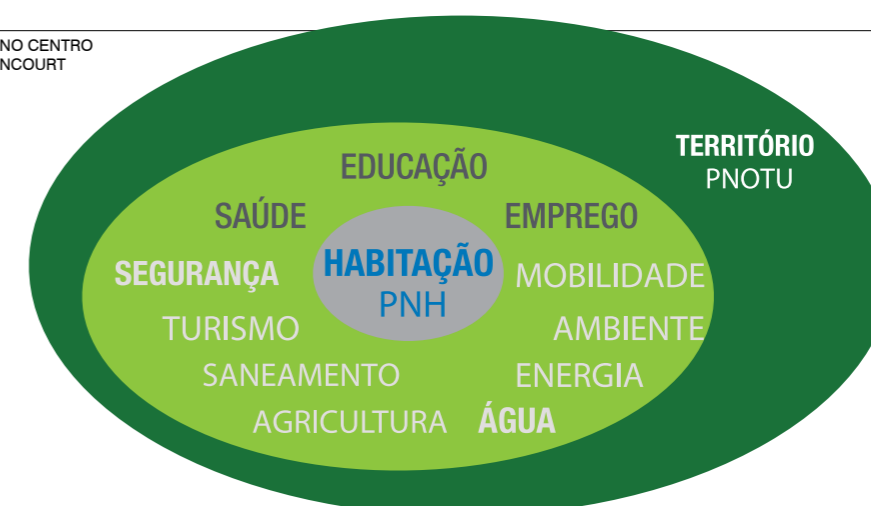 NO CENTRO
NCOURT
TERRITÓRIO
PNOTU
EDUCAÇÃO
SAÚDE
EMPREGO
HABITAÇÃO
PNH
SEGURANÇA
MOBILIDADE
TURISMO
AMBIENTE
SANEAMENTO
ENERGIA
AGRICULTURA
ÁGUA